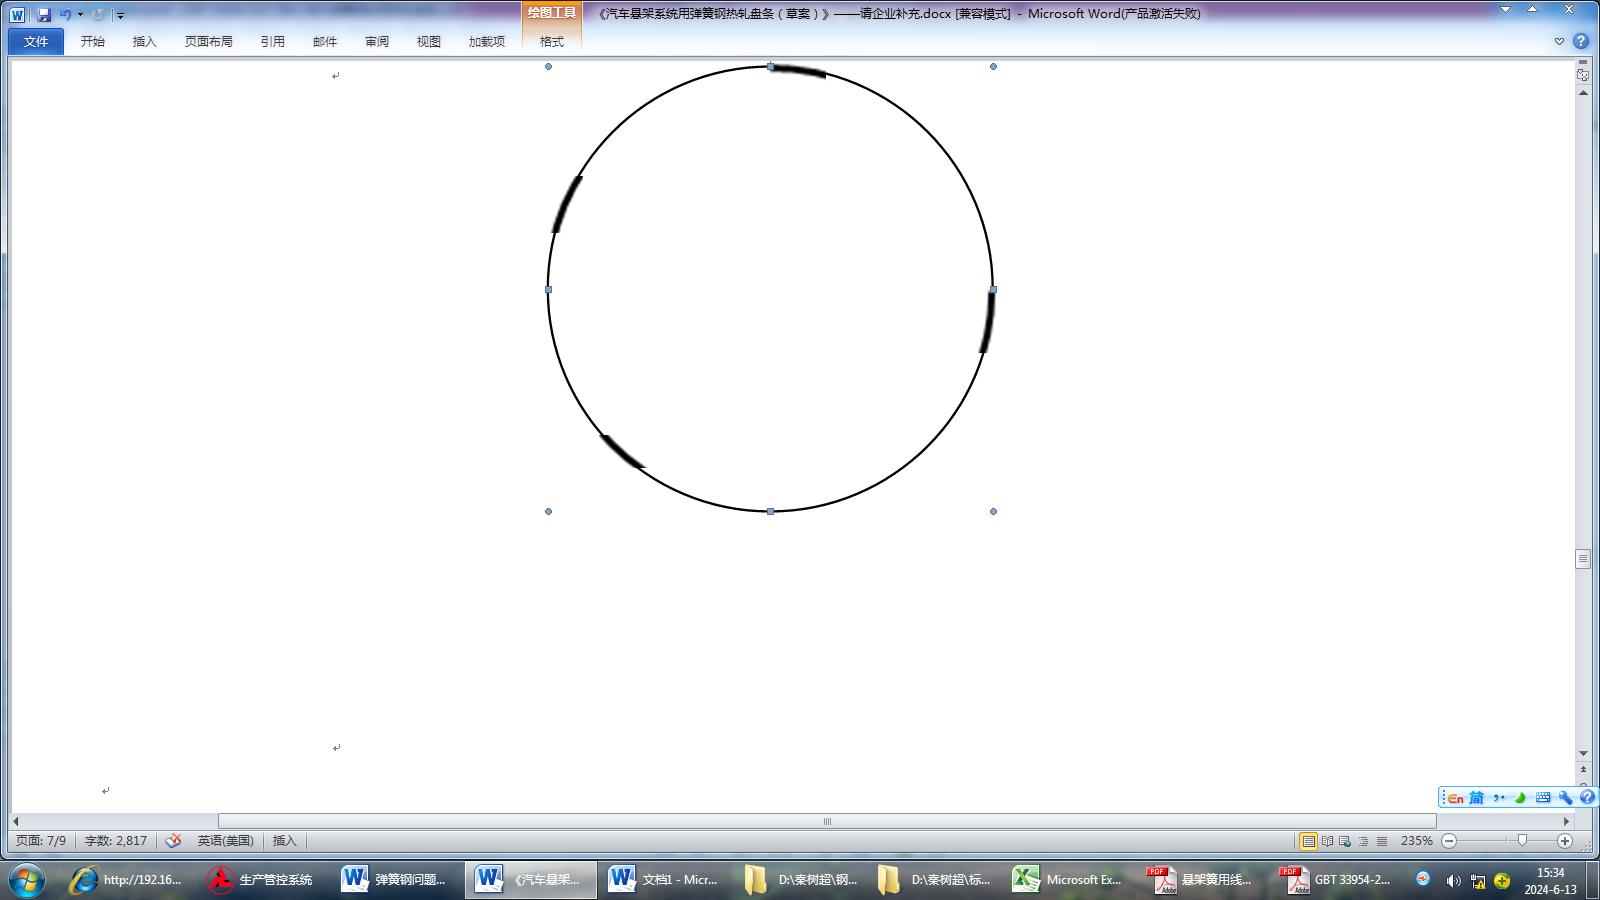 绘图工具
《汽车悬架系统用弹簧钢热轧盘条（草案）》——请企业补充.docx [兼容模式] - Microsoft Word(产品激活失败)
文件 开始 插入 页面布局 引用 邮件 审阅 视图 加载项 格式
En 简
页面: 7/9 字数: 2,817 英语(美国) 插入 235%
http://192.16... 生产管控系统 弹簧钢问题... 《汽车悬架... 文档1 - Micr... D:\秦树超\钢... D:\秦树超\标... Microsoft Ex... 悬架簧用线... GBT 33954-2... 15:34
2024-6-13